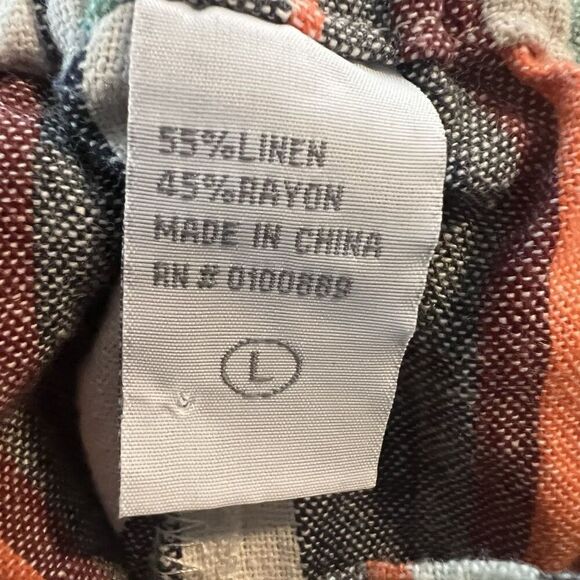 55%LINEN
45%RAYON
MADE IN CHINA
RN # 0100889
L